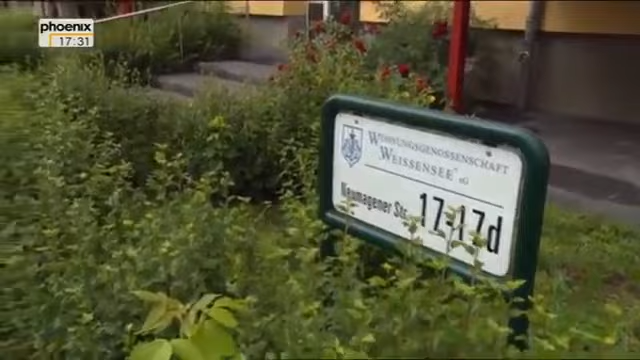 phoenix
17:31
WOHNUNGSGENOSSENSCHAFT
"WEISSENSEE" eG
Neumagener Str. 17-17d